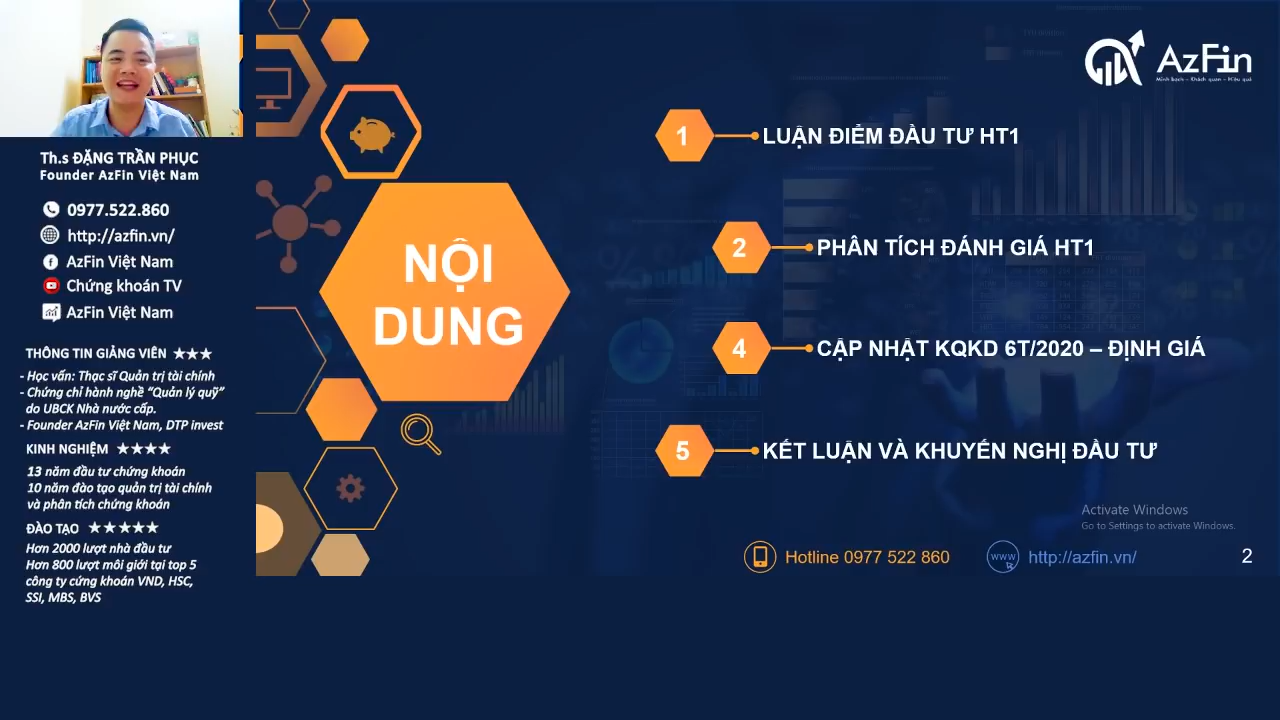 Th.s ĐẶNG TRẦN PHỤC
Founder AzFin Việt Nam
0977.522.860
http://azfin.vn/
AzFin Việt Nam
Chứng khoán TV
AzFin Việt Nam
THÔNG TIN GIẢNG VIÊN ★★★
- Học vấn: Thạc sĩ Quản trị tài chính
- Chứng chỉ hành nghề “Quản lý quỹ”
do UBCK Nhà nước cấp.
- Founder AzFin Việt Nam, DTP invest
KINH NGHIỆM ★★★★
13 năm đầu tư chứng khoán
10 năm đào tạo quản trị tài chính
và phân tích chứng khoán
ĐÀO TẠO ★★★★★
Hơn 2000 lượt nhà đầu tư
Hơn 800 lượt môi giới tại top 5
công ty cứng khoán VND, HSC,
SSI, MBS, BVS
AzFin
Minh bạch – Khách quan – Hiệu quả
NỘI
DUNG
1 LUẬN ĐIỂM ĐẦU TƯ HT1
2 PHÂN TÍCH ĐÁNH GIÁ HT1
4 CẬP NHẬT KQKD 6T/2020 – ĐỊNH GIÁ
5 KẾT LUẬN VÀ KHUYẾN NGHỊ ĐẦU TƯ
Activate Windows
Go to Settings to activate Windows.
Hotline 0977 522 860
www
http://azfin.vn/
2